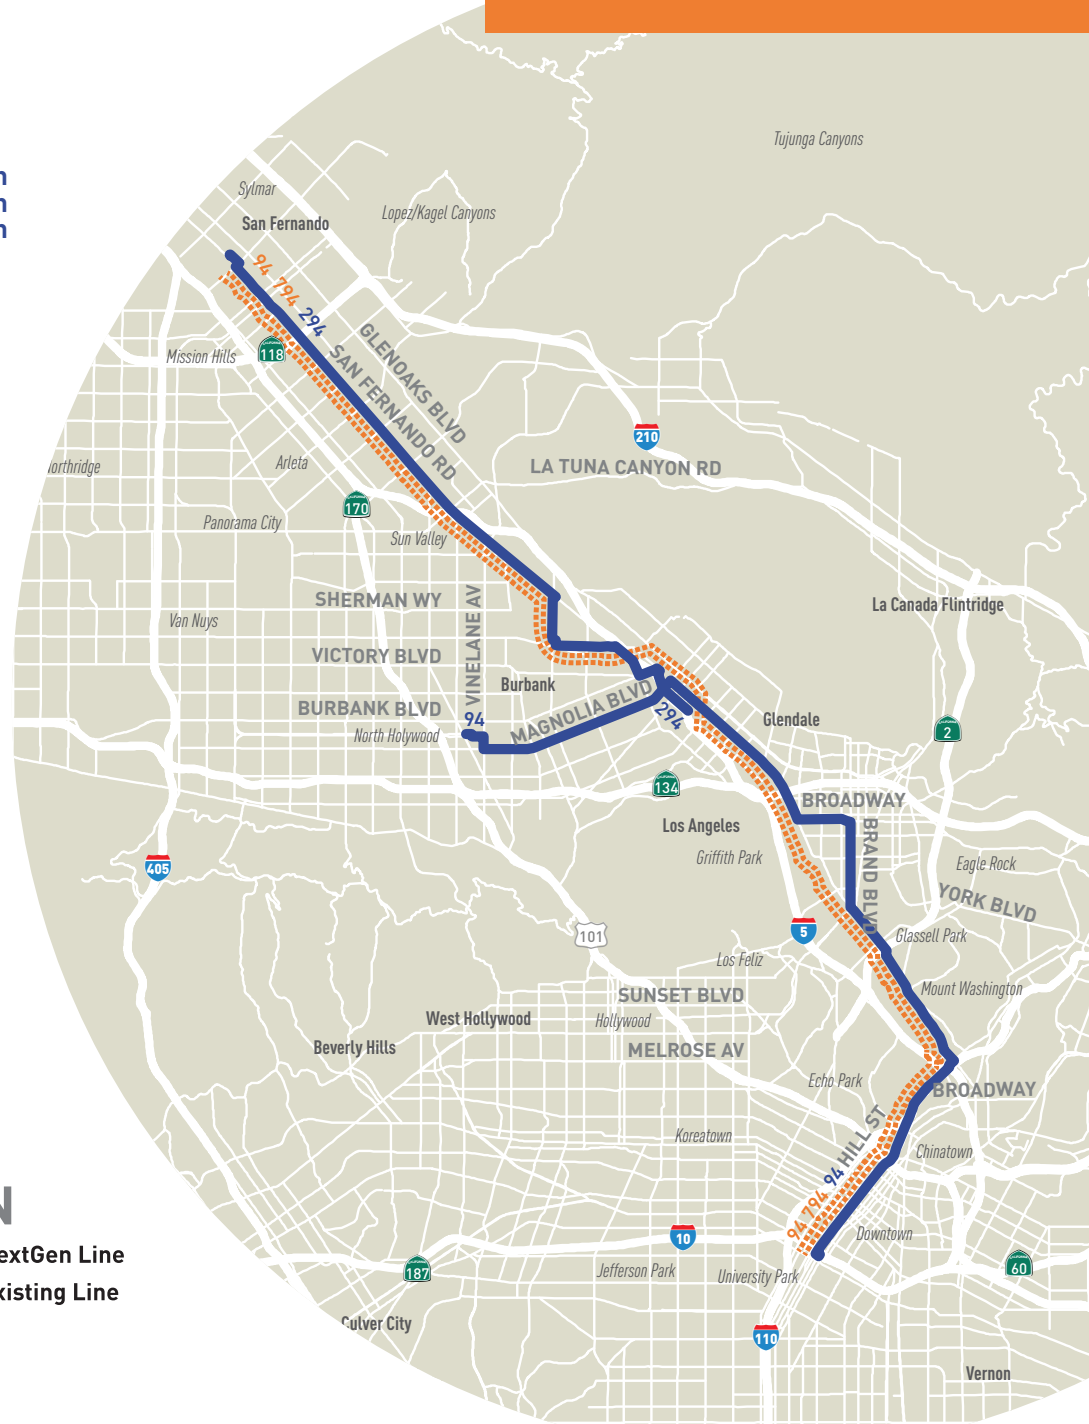 Tujunga Canyons
Sylmar
San Fernando
Lopez/Kagel Canyons
94 794 294
GLENOAKS BLVD
SAN FERNANDO RD
Mission Hills
CALIFORNIA
118
210
LA TUNA CANYON RD
orthridge
Arleta
CALIFORNIA
170
Panorama City
Sun Valley
SHERMAN WY
VINELANE AV
La Canada Flintridge
Van Nuys
VICTORY BLVD
Burbank
BURBANK BLVD
94
MAGNOLIA BLVD
294
Glendale
North Holywood
2
134
BROADWAY
Los Angeles
BRAND BLVD
Griffith Park
405
Eagle Rock
YORK BLVD
5
101
Glassell Park
Los Feliz
Mount Washington
SUNSET BLVD
West Hollywood
Hollywood
Beverly Hills
MELROSE AV
Echo Park
BROADWAY
HILL ST
Koreatown
Chinatown
94 794 94
N
Downtown
extGen Line
10
187
Jefferson Park
University Park
60
xisting Line
Culver City
110
Vernon